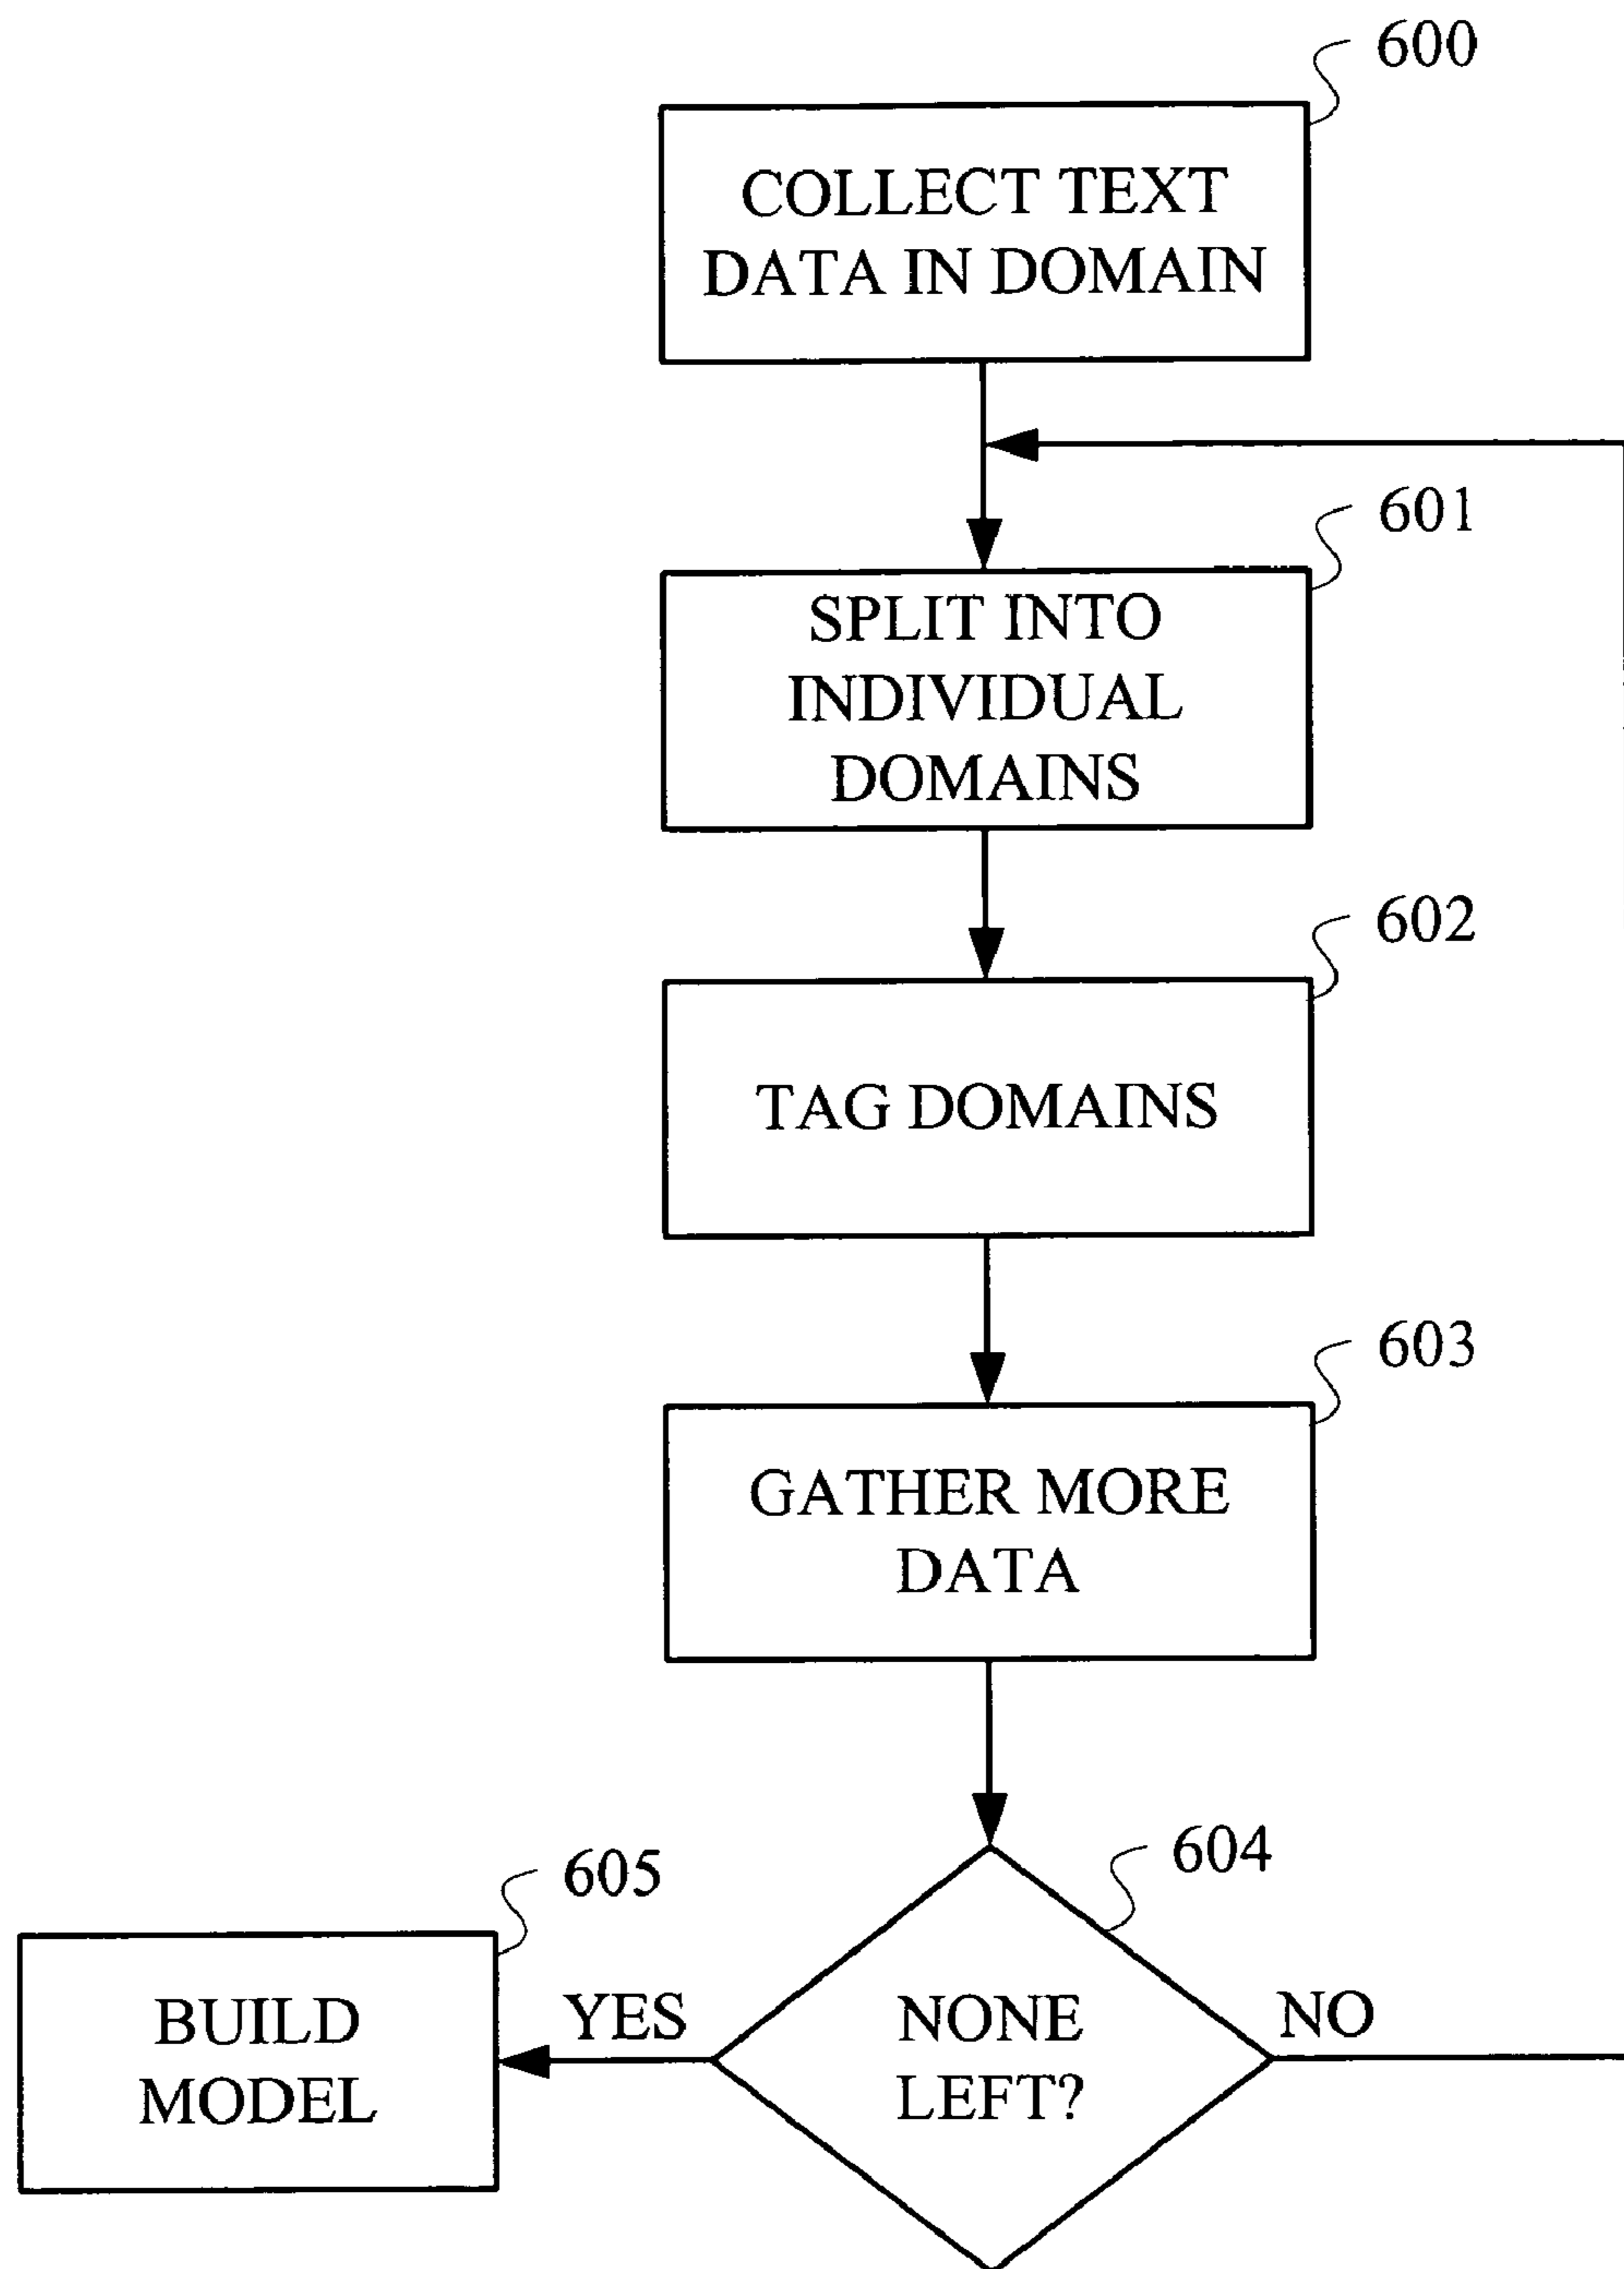 600
COLLECT TEXT
DATA IN DOMAIN
601
SPLIT INTO
INDIVIDUAL
DOMAINS
602
TAG DOMAINS
603
GATHER MORE
DATA
604
NONE
LEFT?
NO
YES
605
BUILD
MODEL